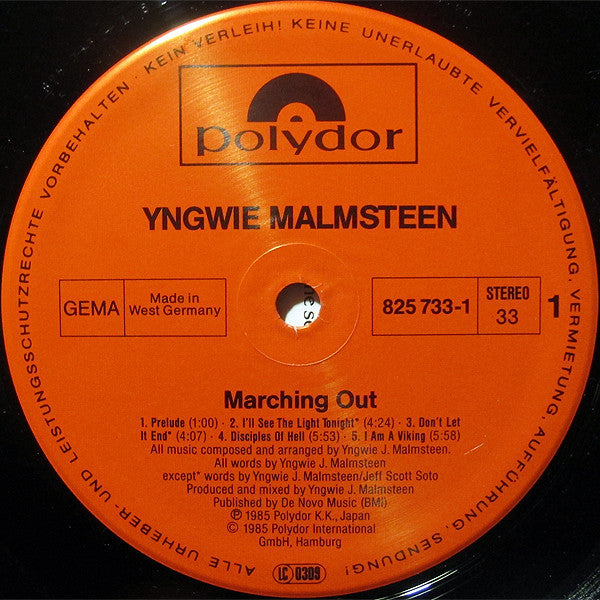 ALLE URHEBER- UND LEISTUNGSSCHUTZRECHTE VORBEHALTEN · KEIN VERLEIH! KEINE UNERLAUBTE VERVIELFÄLTIGUNG, VERMIETUNG, AUFFÜHRUNG, SENDUNG!
polydor
YNGWIE MALMSTEEN
GEMA
Made in
West Germany
825 733-1
STEREO
33
1
Marching Out
1. Prelude (1:00) · 2. I'll See The Light Tonight* (4:24) · 3. Don't Let
It End* (4:07) · 4. Disciples Of Hell (5:53) · 5. I Am A Viking (5:58)
All music composed and arranged by Yngwie J. Malmsteen.
All words by Yngwie J. Malmsteen
except* words by Yngwie J. Malmsteen/Jeff Scott Soto
Produced and mixed by Yngwie J. Malmsteen
Published by De Novo Music (BMI)
℗ 1985 Polydor K.K., Japan
© 1985 Polydor International
GmbH, Hamburg
LC 0309